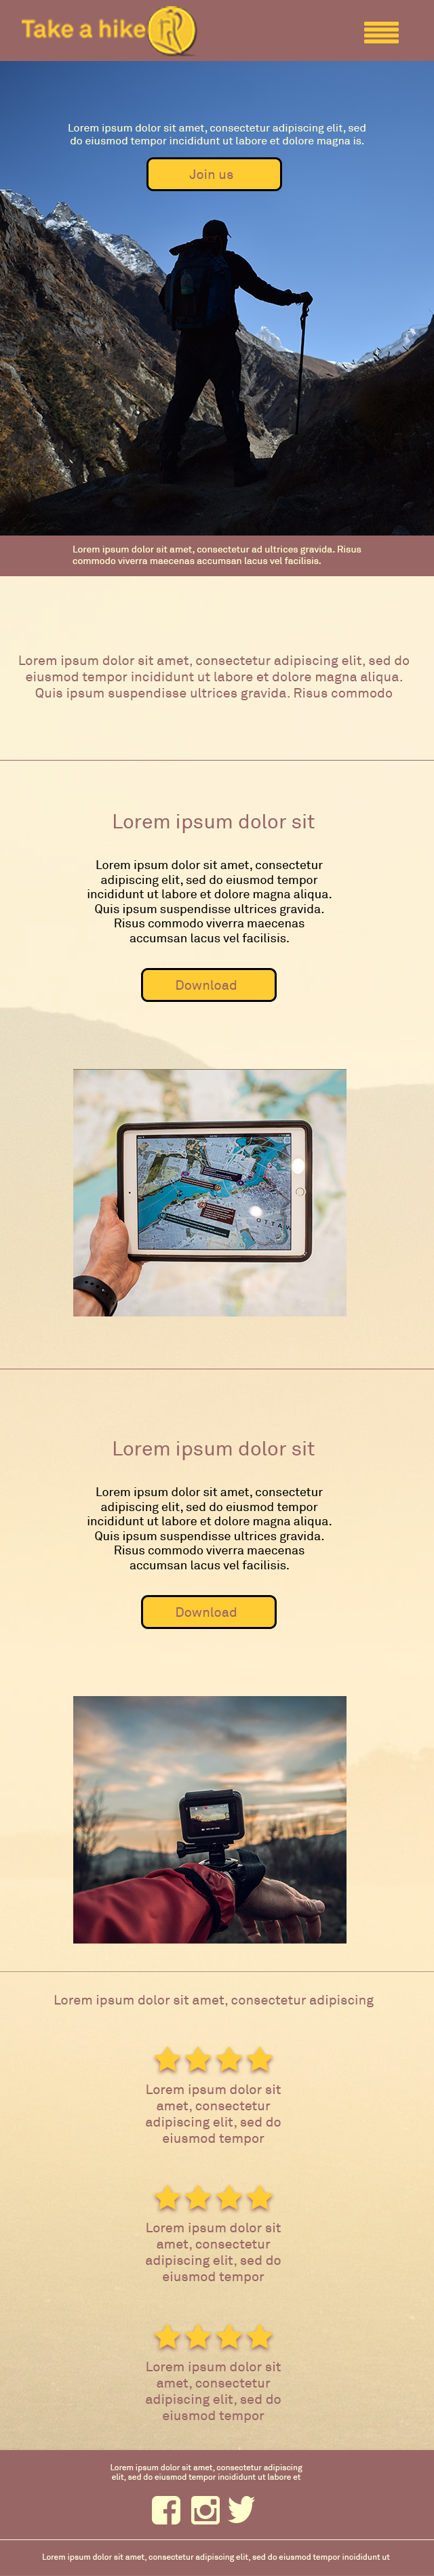 Take a hike
Lorem ipsum dolor sit amet, consectetur adipiscing elit, sed
do eiusmod tempor incididunt ut labore et dolore magna is.
Join us
Lorem ipsum dolor sit amet, consectetur ad ultrices gravida. Risus
commodo viverra maecenas accumsan lacus vel facilisis.
Lorem ipsum dolor sit amet, consectetur adipiscing elit, sed do
eiusmod tempor incididunt ut labore et dolore magna aliqua.
Quis ipsum suspendisse ultrices gravida. Risus commodo
Lorem ipsum dolor sit
Lorem ipsum dolor sit amet, consectetur
adipiscing elit, sed do eiusmod tempor
incididunt ut labore et dolore magna aliqua.
Quis ipsum suspendisse ultrices gravida.
Risus commodo viverra maecenas
accumsan lacus vel facilisis.
Download
OTTAW
Lorem ipsum dolor sit
Lorem ipsum dolor sit amet, consectetur
adipiscing elit, sed do eiusmod tempor
incididunt ut labore et dolore magna aliqua.
Quis ipsum suspendisse ultrices gravida.
Risus commodo viverra maecenas
accumsan lacus vel facilisis.
Download
Lorem ipsum dolor sit amet, consectetur adipiscing
Lorem ipsum dolor sit
amet, consectetur
adipiscing elit, sed do
eiusmod tempor
Lorem ipsum dolor sit
amet, consectetur
adipiscing elit, sed do
eiusmod tempor
Lorem ipsum dolor sit
amet, consectetur
adipiscing elit, sed do
eiusmod tempor
Lorem ipsum dolor sit amet, consectetur adipiscing
elit, sed do eiusmod tempor incididunt ut labore et
Lorem ipsum dolor sit amet, consectetur adipiscing elit, sed do eiusmod tempor incididunt ut